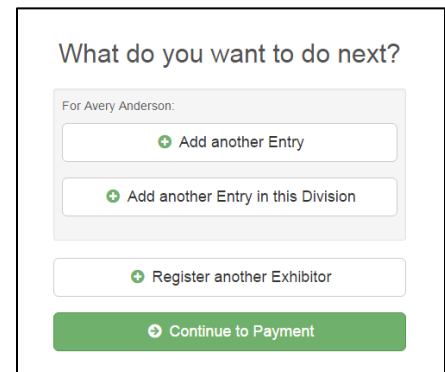 What do you want to do next?
For Avery Anderson:
Add another Entry
Add another Entry in this Division
Register another Exhibitor
Continue to Payment